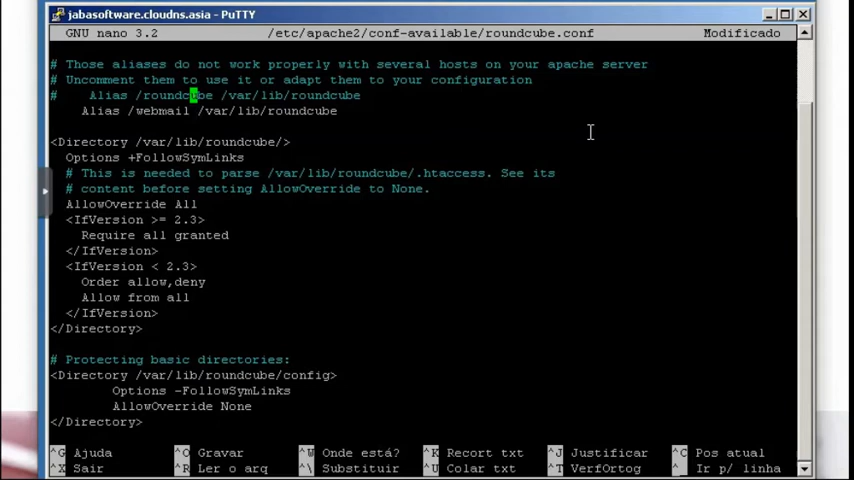 jabasoftware.cloudns.asia - PuTTY
GNU nano 3.2 /etc/apache2/conf-available/roundcube.conf Modificado
# Those aliases do not work properly with several hosts on your apache server
# Uncomment them to use it or adapt them to your configuration
# Alias /roundcube /var/lib/roundcube
Alias /webmail /var/lib/roundcube
<Directory /var/lib/roundcube/>
Options +FollowSymLinks
# This is needed to parse /var/lib/roundcube/.htaccess. See its
# content before setting AllowOverride to None.
AllowOverride All
<IfVersion >= 2.3>
Require all granted
</IfVersion>
<IfVersion < 2.3>
Order allow,deny
Allow from all
</IfVersion>
</Directory>
# Protecting basic directories:
<Directory /var/lib/roundcube/config>
Options -FollowSymLinks
AllowOverride None
</Directory>
^G Ajuda ^O Gravar ^W Onde está? ^K Recort txt ^J Justificar ^C Pos atual
^X Sair ^R Ler o arq ^\ Substituir ^U Colar txt ^T VerfOrtog ^_ Ir p/ linha